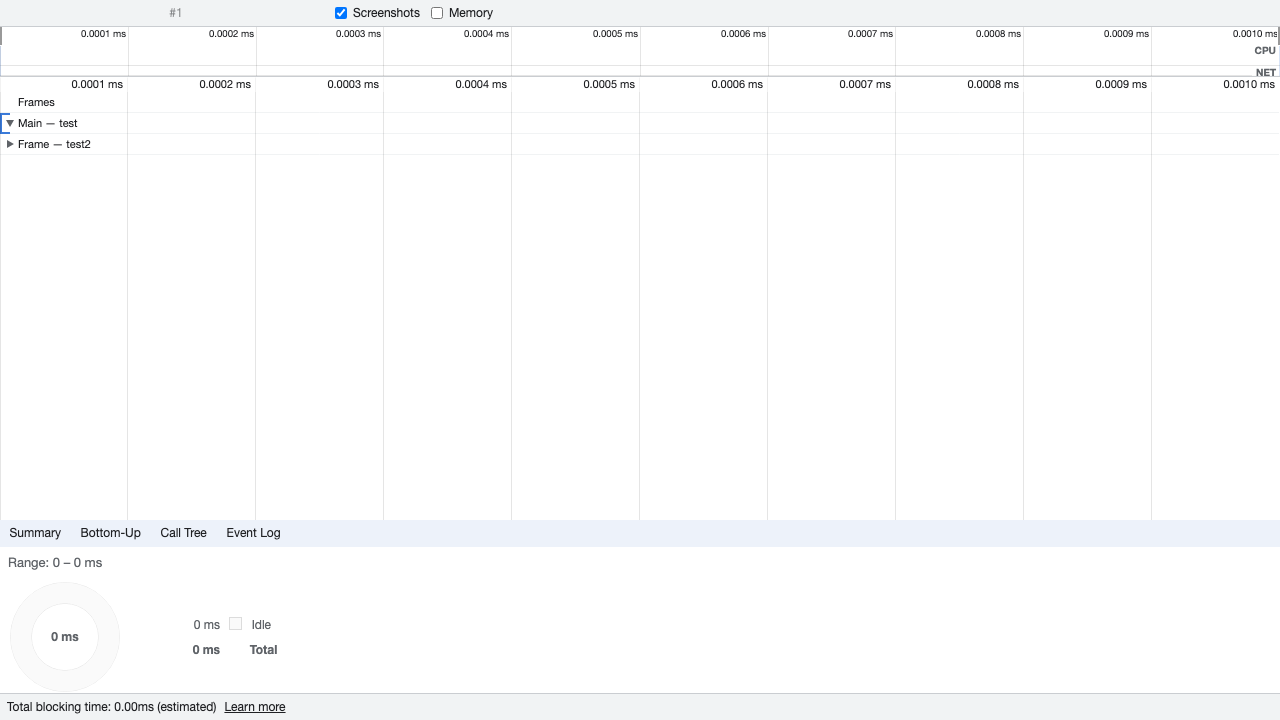 #1 Screenshots Memory
0.0001 ms 0.0002 ms 0.0003 ms 0.0004 ms 0.0005 ms 0.0006 ms 0.0007 ms 0.0008 ms 0.0009 ms 0.0010 ms
CPU
NET
0.0001 ms 0.0002 ms 0.0003 ms 0.0004 ms 0.0005 ms 0.0006 ms 0.0007 ms 0.0008 ms 0.0009 ms 0.0010 ms
Frames
Main — test
Frame — test2
Summary Bottom-Up Call Tree Event Log
Range: 0 – 0 ms
0 ms Idle
0 ms
0 ms Total
Total blocking time: 0.00ms (estimated) Learn more